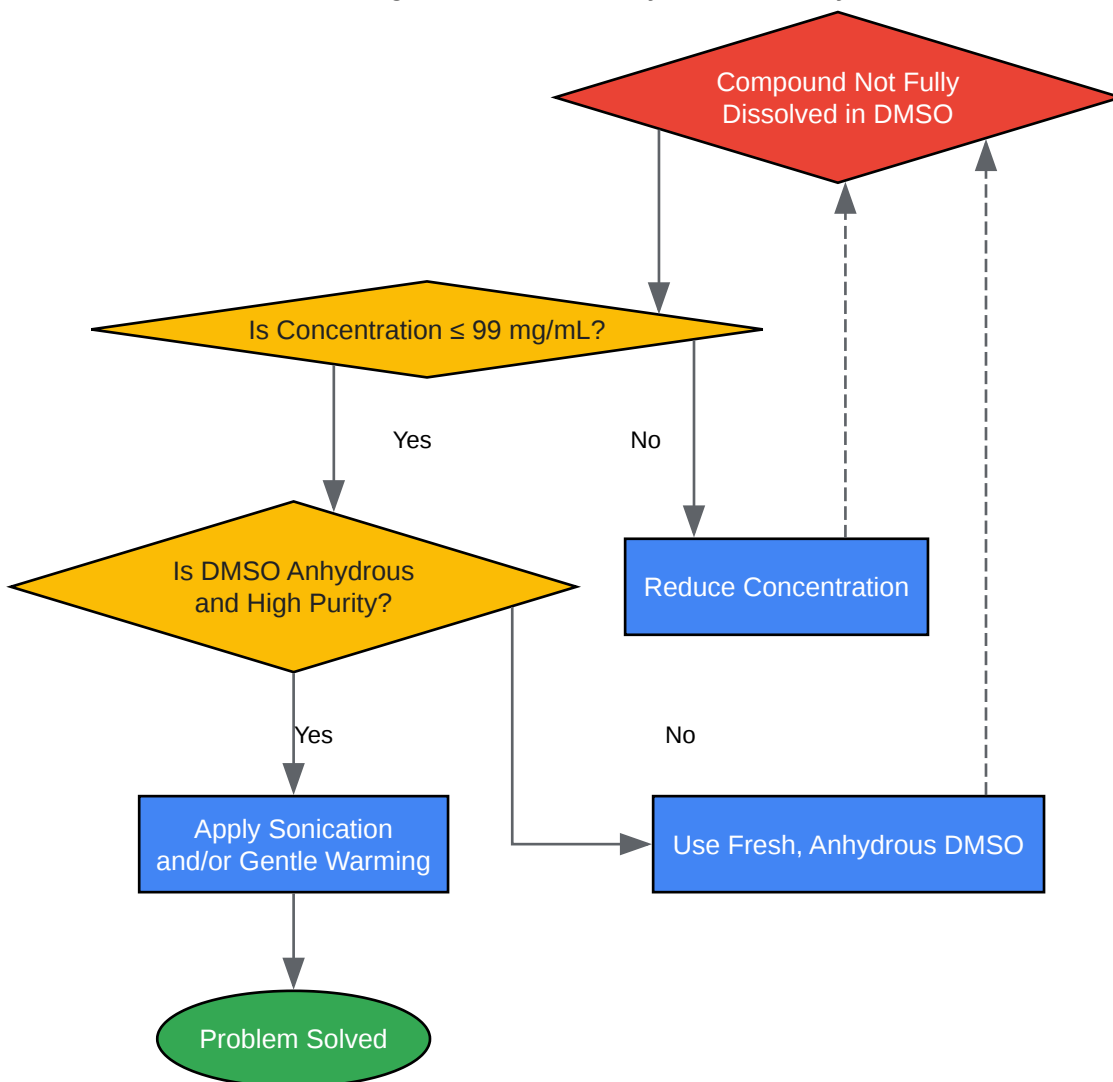 Compound Not Fully
Dissolved in DMSO
Is Concentration ≤ 99 mg/mL?
Yes
No
Is DMSO Anhydrous
and High Purity?
Reduce Concentration
Yes
No
Apply Sonication
and/or Gentle Warming
Use Fresh, Anhydrous DMSO
Problem Solved